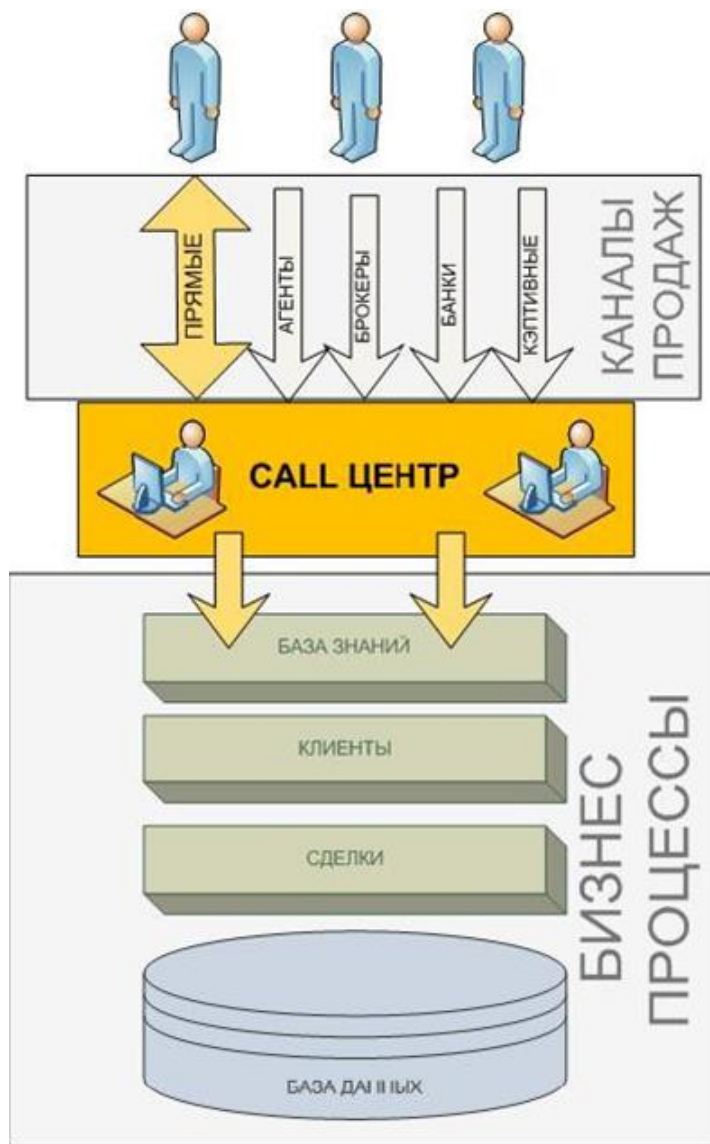 ПРЯМЫЕ
АГЕНТЫ
БРОКЕРЫ
БАНКИ
КЭПТИВНЫЕ
КАНАЛЫ
ПРОДАЖ
CALL ЦЕНТР
БАЗА ЗНАНИЙ
КЛИЕНТЫ
СДЕЛКИ
БИЗНЕС
ПРОЦЕССЫ
БАЗА ДАННЫХ